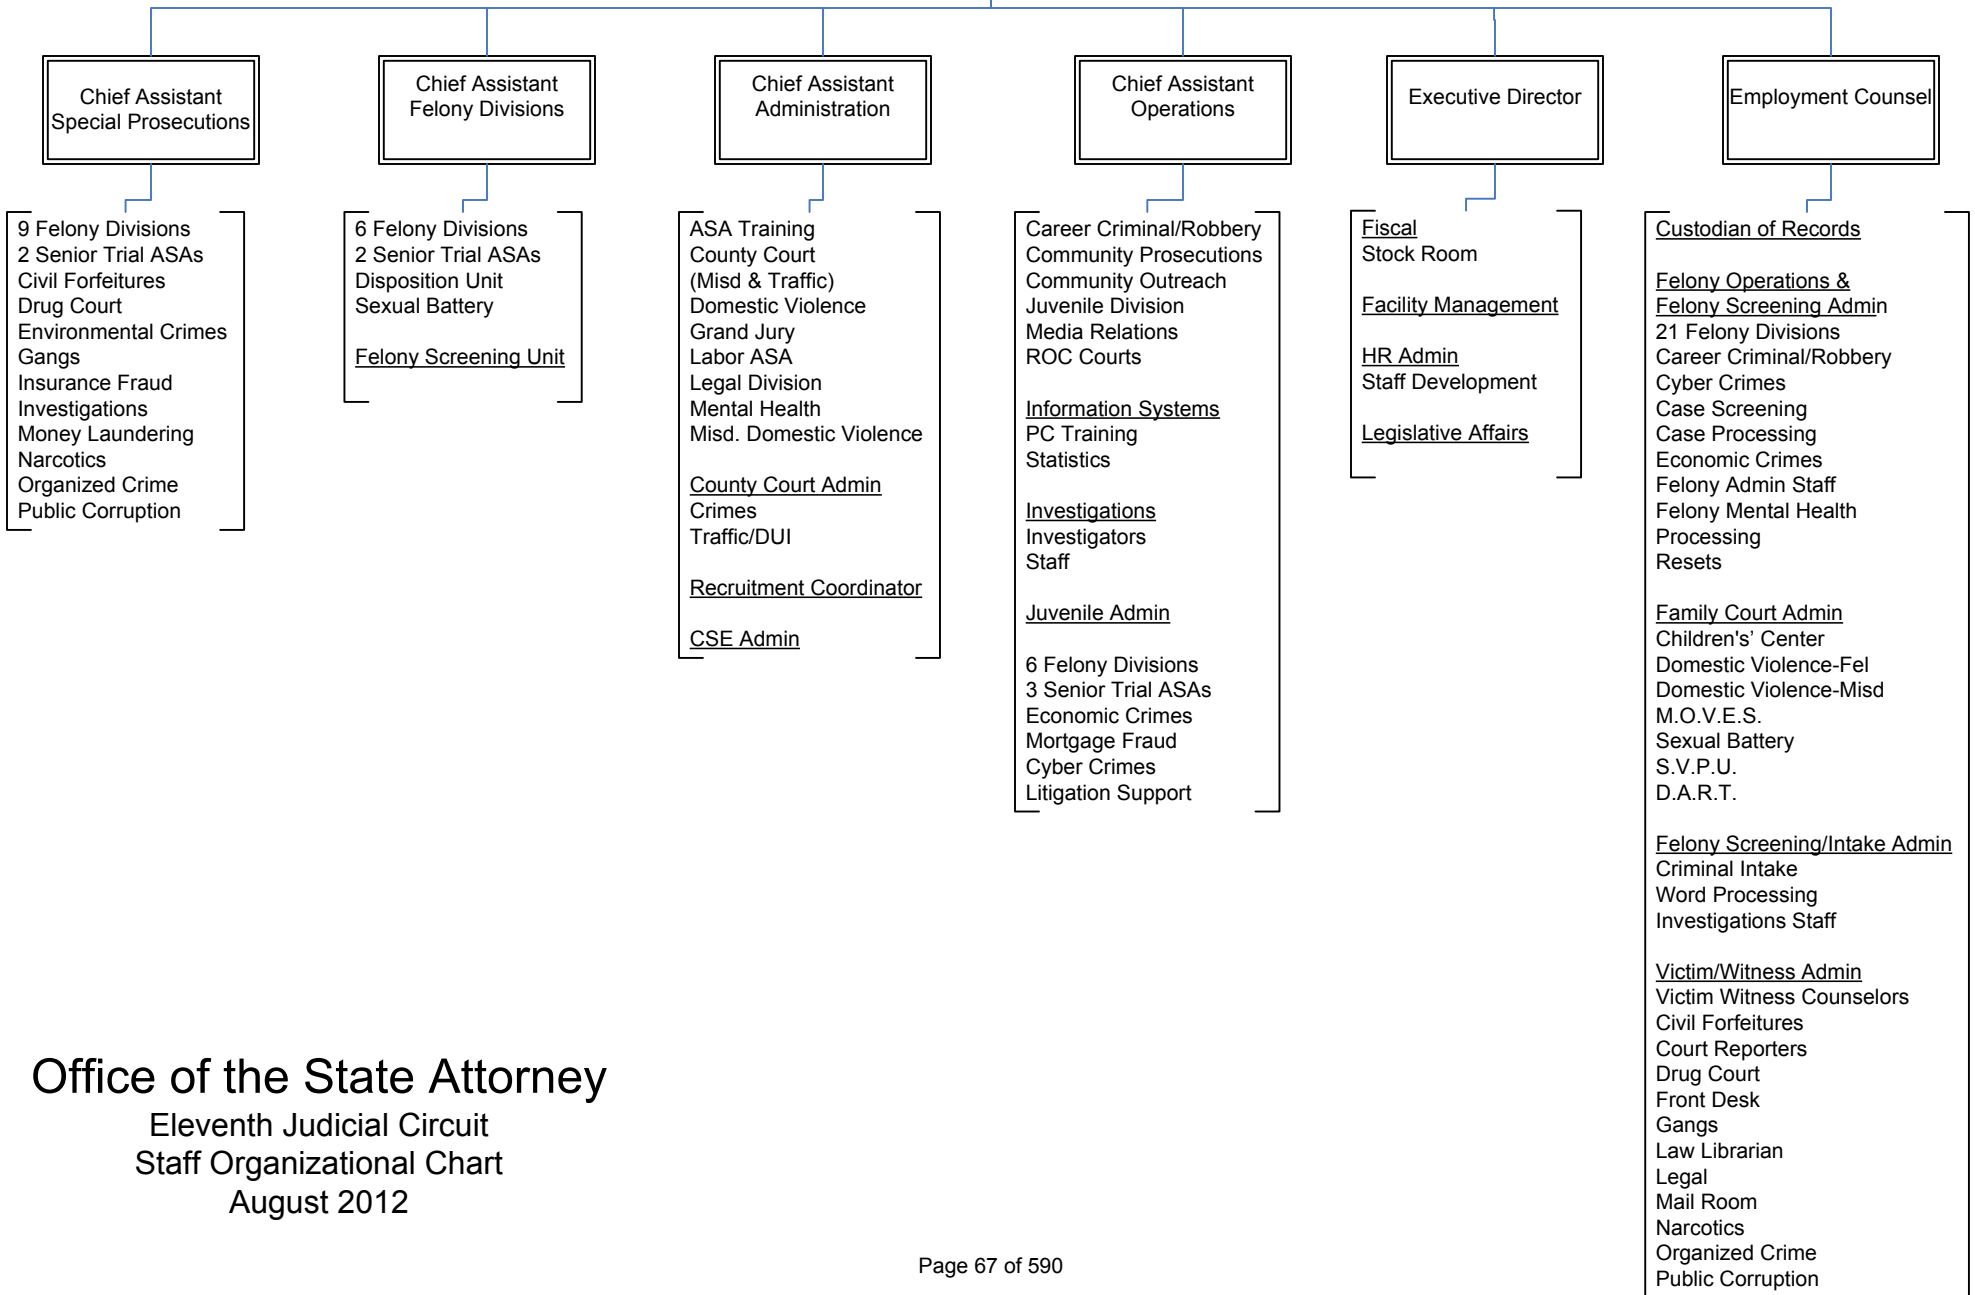 Chief Assistant
Special Prosecutions
Chief Assistant
Felony Divisions
Chief Assistant
Administration
Chief Assistant
Operations
Executive Director
Employment Counsel
9 Felony Divisions
2 Senior Trial ASAs
Civil Forfeitures
Drug Court
Environmental Crimes
Gangs
Insurance Fraud
Investigations
Money Laundering
Narcotics
Organized Crime
Public Corruption
6 Felony Divisions
2 Senior Trial ASAs
Disposition Unit
Sexual Battery
Felony Screening Unit
ASA Training
County Court
(Misd & Traffic)
Domestic Violence
Grand Jury
Labor ASA
Legal Division
Mental Health
Misd. Domestic Violence
County Court Admin
Crimes
Traffic/DUI
Recruitment Coordinator
CSE Admin
Career Criminal/Robbery
Community Prosecutions
Community Outreach
Juvenile Division
Media Relations
ROC Courts
Information Systems
PC Training
Statistics
Investigations
Investigators
Staff
Juvenile Admin
6 Felony Divisions
3 Senior Trial ASAs
Economic Crimes
Mortgage Fraud
Cyber Crimes
Litigation Support
Fiscal
Stock Room
Facility Management
HR Admin
Staff Development
Legislative Affairs
Custodian of Records
Felony Operations &
Felony Screening Admin
21 Felony Divisions
Career Criminal/Robbery
Cyber Crimes
Case Screening
Case Processing
Economic Crimes
Felony Admin Staff
Felony Mental Health
Processing
Resets
Family Court Admin
Children's' Center
Domestic Violence-Fel
Domestic Violence-Misd
M.O.V.E.S.
Sexual Battery
S.V.P.U.
D.A.R.T.
Felony Screening/Intake Admin
Criminal Intake
Word Processing
Investigations Staff
Victim/Witness Admin
Victim Witness Counselors
Civil Forfeitures
Court Reporters
Drug Court
Front Desk
Gangs
Law Librarian
Legal
Mail Room
Narcotics
Organized Crime
Public Corruption
Office of the State Attorney
Eleventh Judicial Circuit
Staff Organizational Chart
August 2012
Page 67 of 590